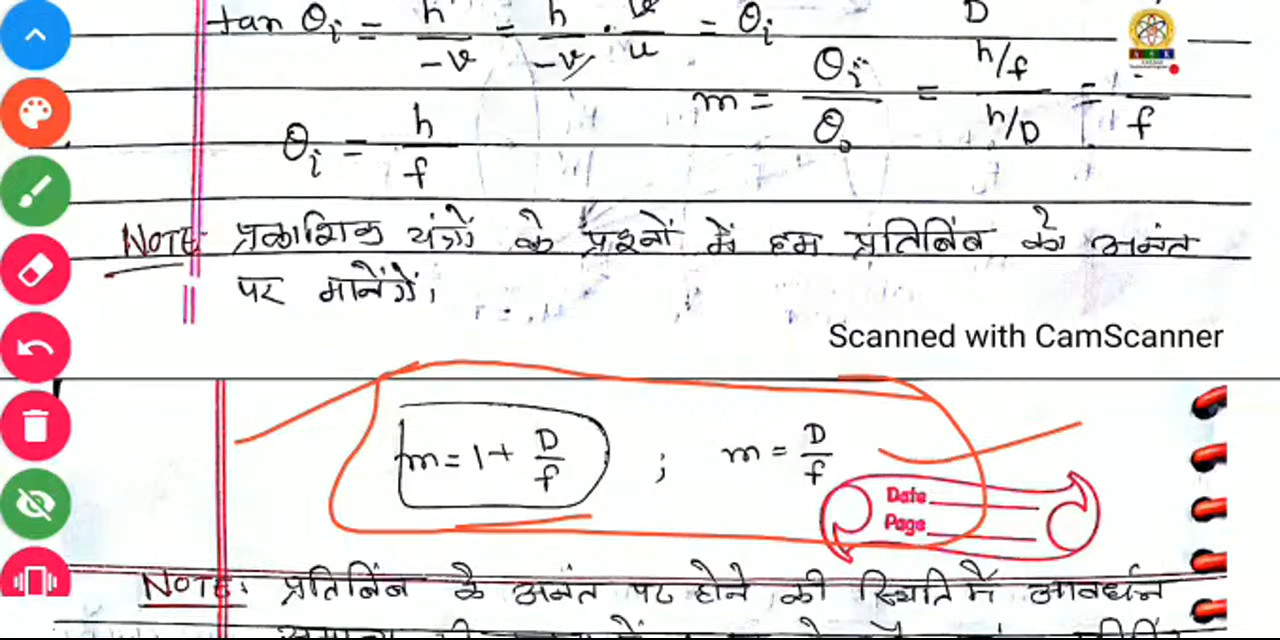 tan θi = h/-v = h/-v · v/u = θi
D
m = θi/θo = h/f / h/D = /f
θi = h/f
NOTE प्रकाशिक यंत्रों के प्रश्नों में हम प्रतिबिंब को अनंत
पर मानेंगें।
Scanned with CamScanner
m = 1 + D/f ; m = D/f
Date
Page
NOTE: प्रतिबिंब के अनंत पर होने की स्थिति में आवर्धन